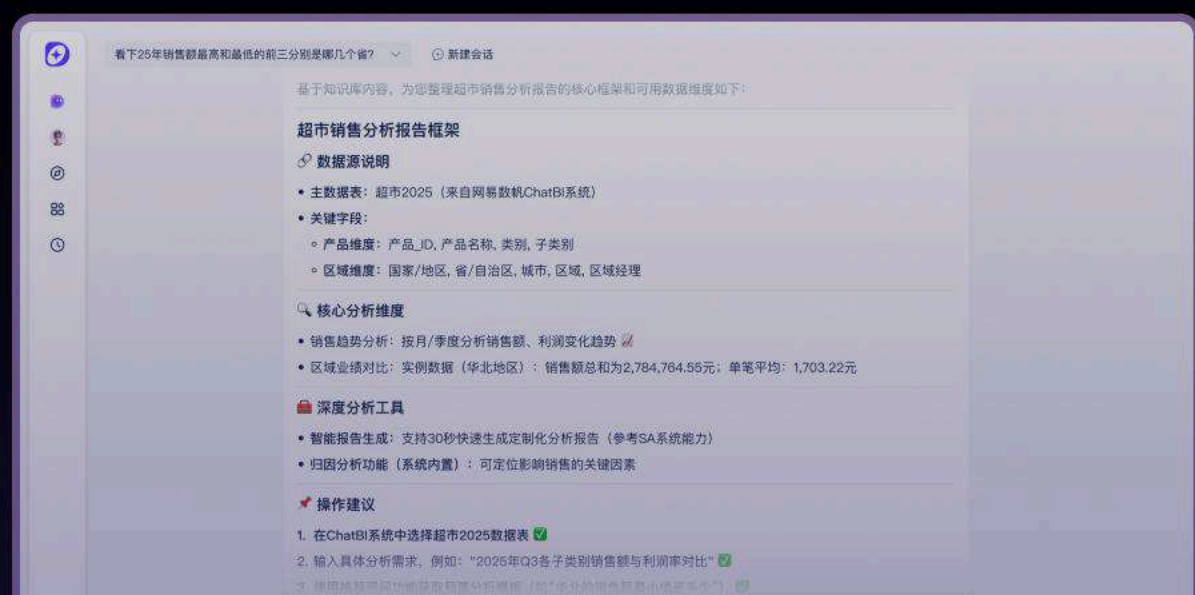 看下25年销售额最高和最低的前三分别是哪几个省?
新建会话
基于知识库内容，为您整理超市销售分析报告的核心框架和可用数据维度如下：
超市销售分析报告框架
数据源说明
• 主数据表：超市2025（来自网易数帆ChatBI系统）
• 关键字段：
◦ 产品维度：产品_ID, 产品名称, 类别, 子类别
◦ 区域维度：国家/地区, 省/自治区, 城市, 区域, 区域经理
核心分析维度
• 销售趋势分析：按月/季度分析销售额、利润变化趋势
• 区域业绩对比：实例数据（华北地区）：销售额总和为2,784,764.55元；单笔平均：1,703.22元
深度分析工具
• 智能报告生成：支持30秒快速生成定制化分析报告（参考SA系统能力）
• 归因分析功能（系统内置）：可定位影响销售的关键因素
操作建议
1. 在ChatBI系统中选择超市2025数据表 ✅
2. 输入具体分析需求，例如："2025年Q3各子类别销售额与利润率对比" ✅